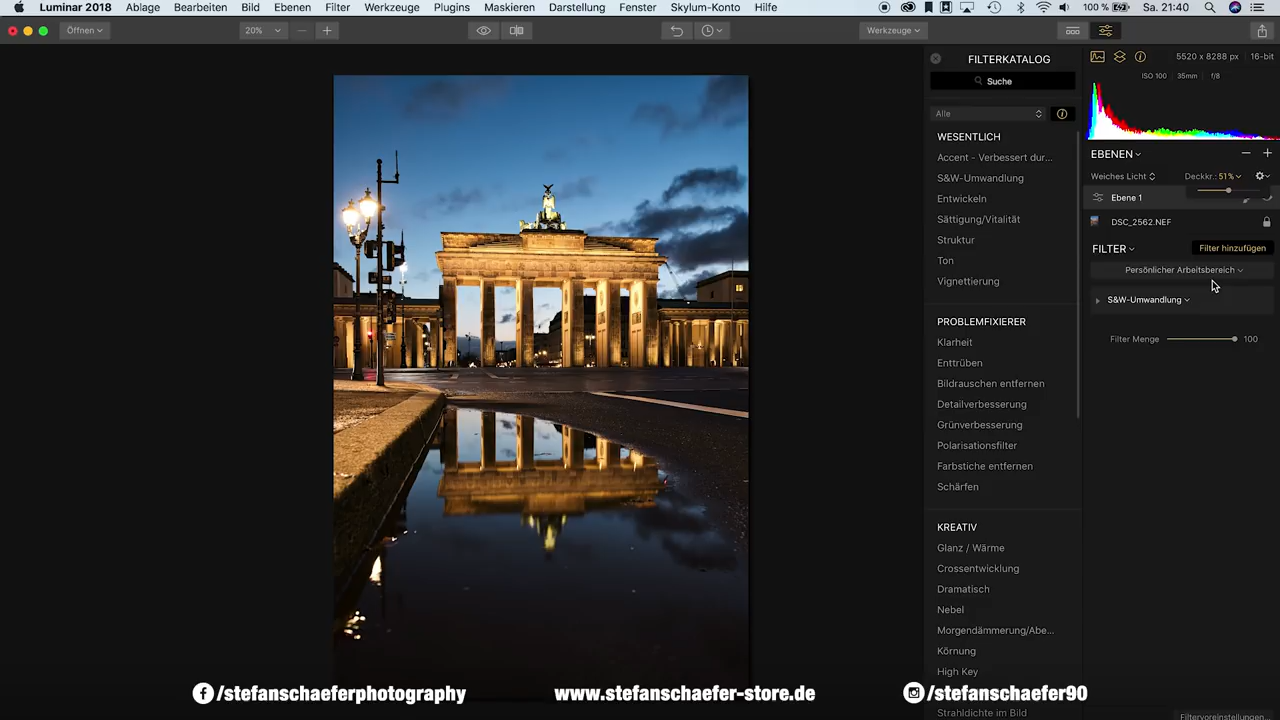 Luminar 2018 Ablage Bearbeiten Bild Ebenen Filter Werkzeuge Plugins Maskieren Darstellung Fenster Skylum-Konto Hilfe 100 % Sa. 21:40
Öffnen 20% Werkzeuge
FILTERKATALOG
Suche
Alle
WESENTLICH
Accent - Verbessert dur...
S&W-Umwandlung
Entwickeln
Sättigung/Vitalität
Struktur
Ton
Vignettierung
PROBLEMFIXIERER
Klarheit
Enttrüben
Bildrauschen entfernen
Detailverbesserung
Grünverbesserung
Polarisationsfilter
Farbstiche entfernen
Schärfen
KREATIV
Glanz / Wärme
Crossentwicklung
Dramatisch
Nebel
Morgendämmerung/Abe...
Körnung
High Key
Strahldichte im Bild
5520 x 8288 px 16-bit
ISO 100 35mm f/8
EBENEN
Weiches Licht Deckkr.: 51%
Ebene 1
DSC_2562.NEF
FILTER Filter hinzufügen
Persönlicher Arbeitsbereich
S&W-Umwandlung
Filter Menge 100
Filtervoreinstellungen...
/stefanschaeferphotography www.stefanschaefer-store.de /stefanschaefer90